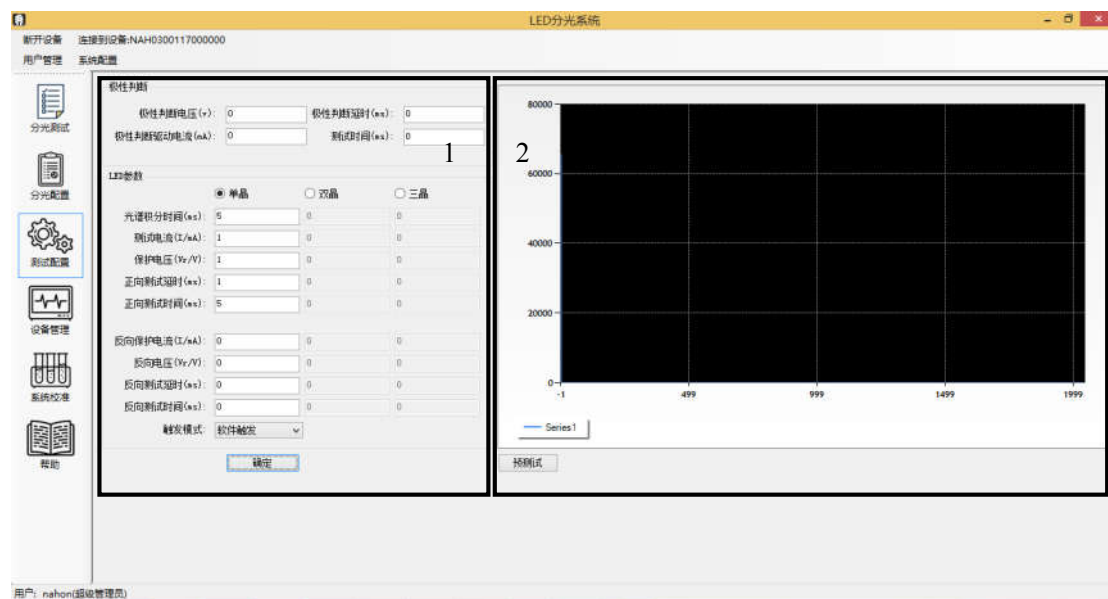 LED分光系统
断开设备 连接到设备:NAH0300117000000
用户管理 系统配置
分光测试
分光配置
测试配置
设备管理
系统校准
帮助
极性判断
极性判断电压(v): 0 极性判断延时(ms): 0
极性判断驱动电流(mA): 0 测试时间(ms): 0
1
LED参数
单晶 双晶 三晶
光谱积分时间(ms): 5 0 0
测试电流(I/mA): 1 0 0
保护电压(Vr/V): 1 0 0
正向测试延时(ms): 1 0 0
正向测试时间(ms): 5 0 0
反向保护电流(I/mA): 0 0 0
反向电压(Vr/V): 0 0 0
反向测试延时(ms): 0 0 0
反向测试时间(ms): 0 0 0
触发模式: 软件触发
确定
2
80000
60000
40000
20000
0
-1 499 999 1499 1999
Series1
预测试
用户: nahon(超级管理员)